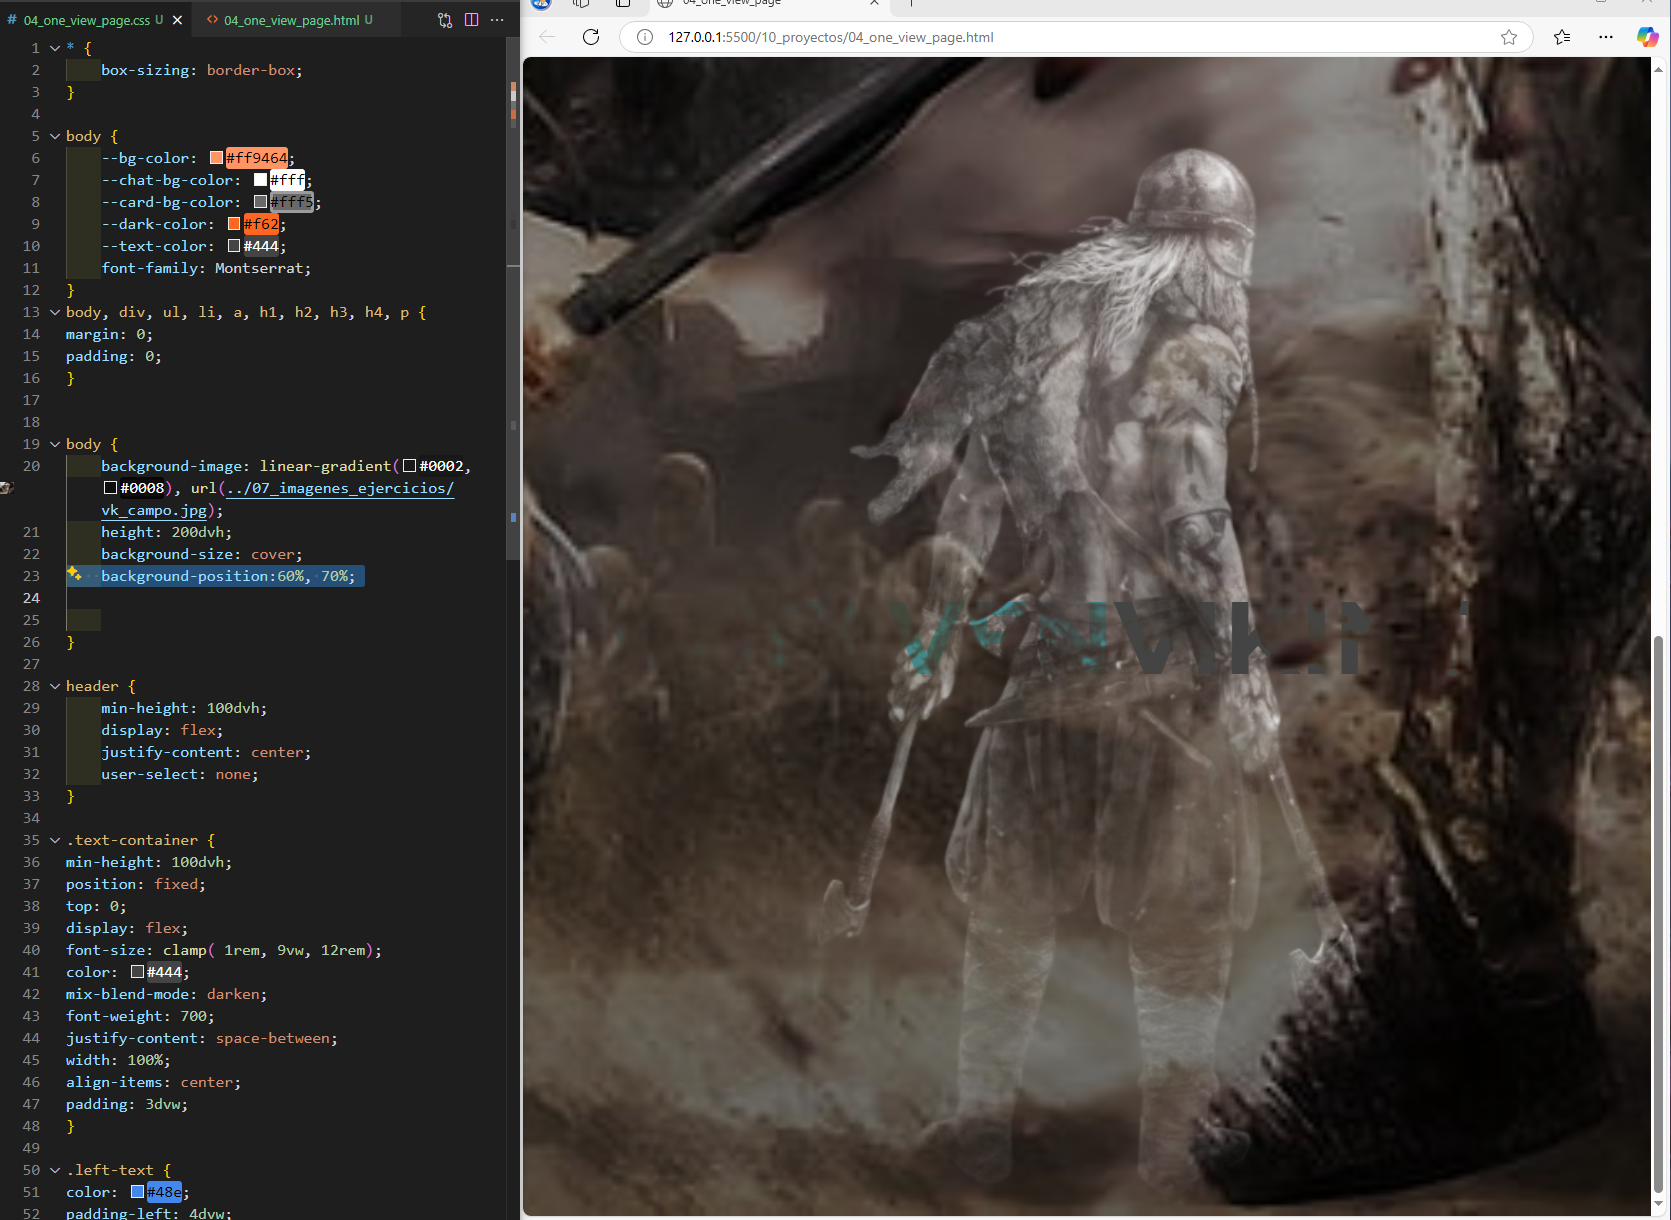 04_one_view_page.css U
04_one_view_page.html U
1 * {
2 box-sizing: border-box;
3 }
4
5 body {
6 --bg-color: #ff9464;
7 --chat-bg-color: #fff;
8 --card-bg-color: #fff5;
9 --dark-color: #f62;
10 --text-color: #444;
11 font-family: Montserrat;
12 }
13 body, div, ul, li, a, h1, h2, h3, h4, p {
14 margin: 0;
15 padding: 0;
16 }
17
18
19 body {
20 background-image: linear-gradient(#0002,
#0008), url(../07_imagenes_ejercicios/
vk_campo.jpg);
21 height: 200dvh;
22 background-size: cover;
23 background-position:60%, 70%;
24
25
26 }
27
28 header {
29 min-height: 100dvh;
30 display: flex;
31 justify-content: center;
32 user-select: none;
33 }
34
35 .text-container {
36 min-height: 100dvh;
37 position: fixed;
38 top: 0;
39 display: flex;
40 font-size: clamp( 1rem, 9vw, 12rem);
41 color: #444;
42 mix-blend-mode: darken;
43 font-weight: 700;
44 justify-content: space-between;
45 width: 100%;
46 align-items: center;
47 padding: 3dvw;
48 }
49
50 .left-text {
51 color: #48e;
52 padding-left: 4dvw;
04_one_view_page
127.0.0.1:5500/10_proyectos/04_one_view_page.html